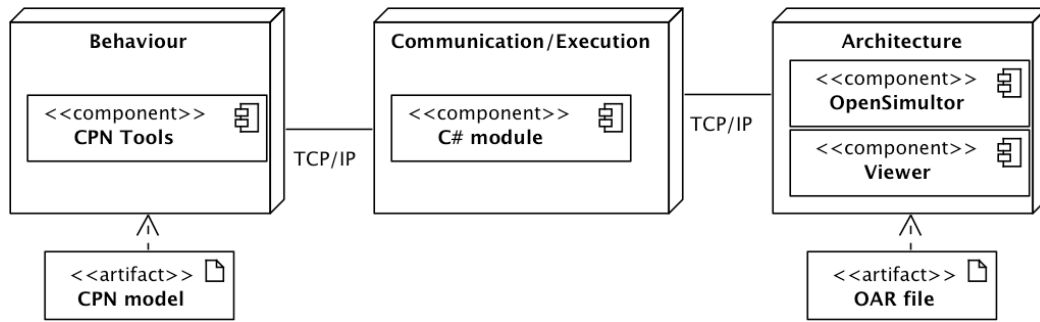 Behaviour
<<component>>
CPN Tools
TCP/IP
Communication/Execution
<<component>>
C# module
TCP/IP
Architecture
<<component>>
OpenSimultor
<<component>>
Viewer
<<artifact>>
CPN model
<<artifact>>
OAR file